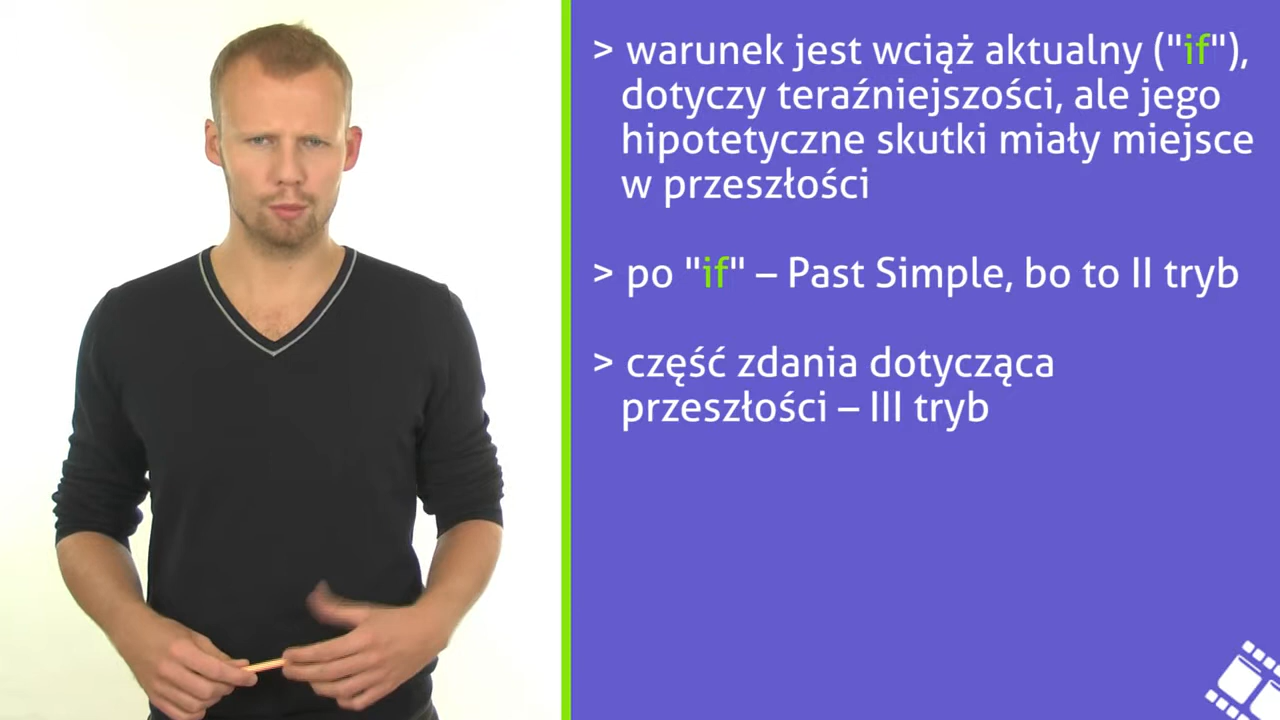 > warunek jest wciąż aktualny ("if"),
dotyczy teraźniejszości, ale jego
hipotetyczne skutki miały miejsce
w przeszłości
> po "if" – Past Simple, bo to II tryb
> część zdania dotycząca
przeszłości – III tryb